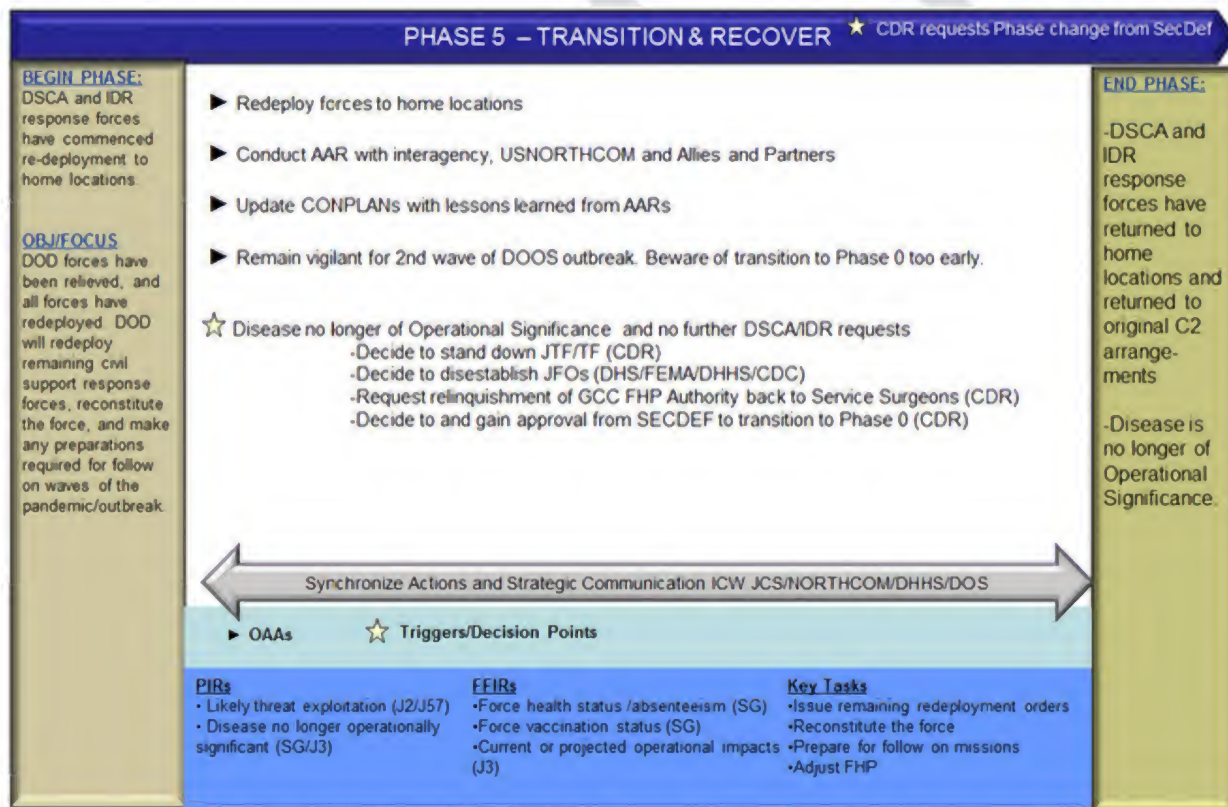 PHASE 5 – TRANSITION & RECOVER
CDR requests Phase change from SecDef
BEGIN PHASE:
DSCA and IDR
response forces
have commenced
re-deployment to
home locations.
OBJ/FOCUS
DOD forces have
been relieved, and
all forces have
redeployed. DOD
will redeploy
remaining civil
support response
forces, reconstitute
the force, and make
any preparations
required for follow
on waves of the
pandemic/outbreak.
► Redeploy forces to home locations
► Conduct AAR with interagency, USNORTHCOM and Allies and Partners
► Update CONPLANs with lessons learned from AARs
► Remain vigilant for 2nd wave of DOOS outbreak. Beware of transition to Phase 0 too early.
Disease no longer of Operational Significance and no further DSCA/IDR requests
-Decide to stand down JTF/TF (CDR)
-Decide to disestablish JFOs (DHS/FEMA/DHHS/CDC)
-Request relinquishment of GCC FHP Authority back to Service Surgeons (CDR)
-Decide to and gain approval from SECDEF to transition to Phase 0 (CDR)
Synchronize Actions and Strategic Communication ICW JCS/NORTHCOM/DHHS/DOS
► OAAs
Triggers/Decision Points
PIRs
• Likely threat exploitation (J2/J57)
• Disease no longer operationally
significant (SG/J3)
FFIRs
•Force health status /absenteeism (SG)
•Force vaccination status (SG)
•Current or projected operational impacts
(J3)
Key Tasks
•Issue remaining redeployment orders
•Reconstitute the force
•Prepare for follow on missions
•Adjust FHP
END PHASE:
-DSCA and
IDR
response
forces have
returned to
home
locations and
returned to
original C2
arrange-
ments
-Disease is
no longer of
Operational
Significance.